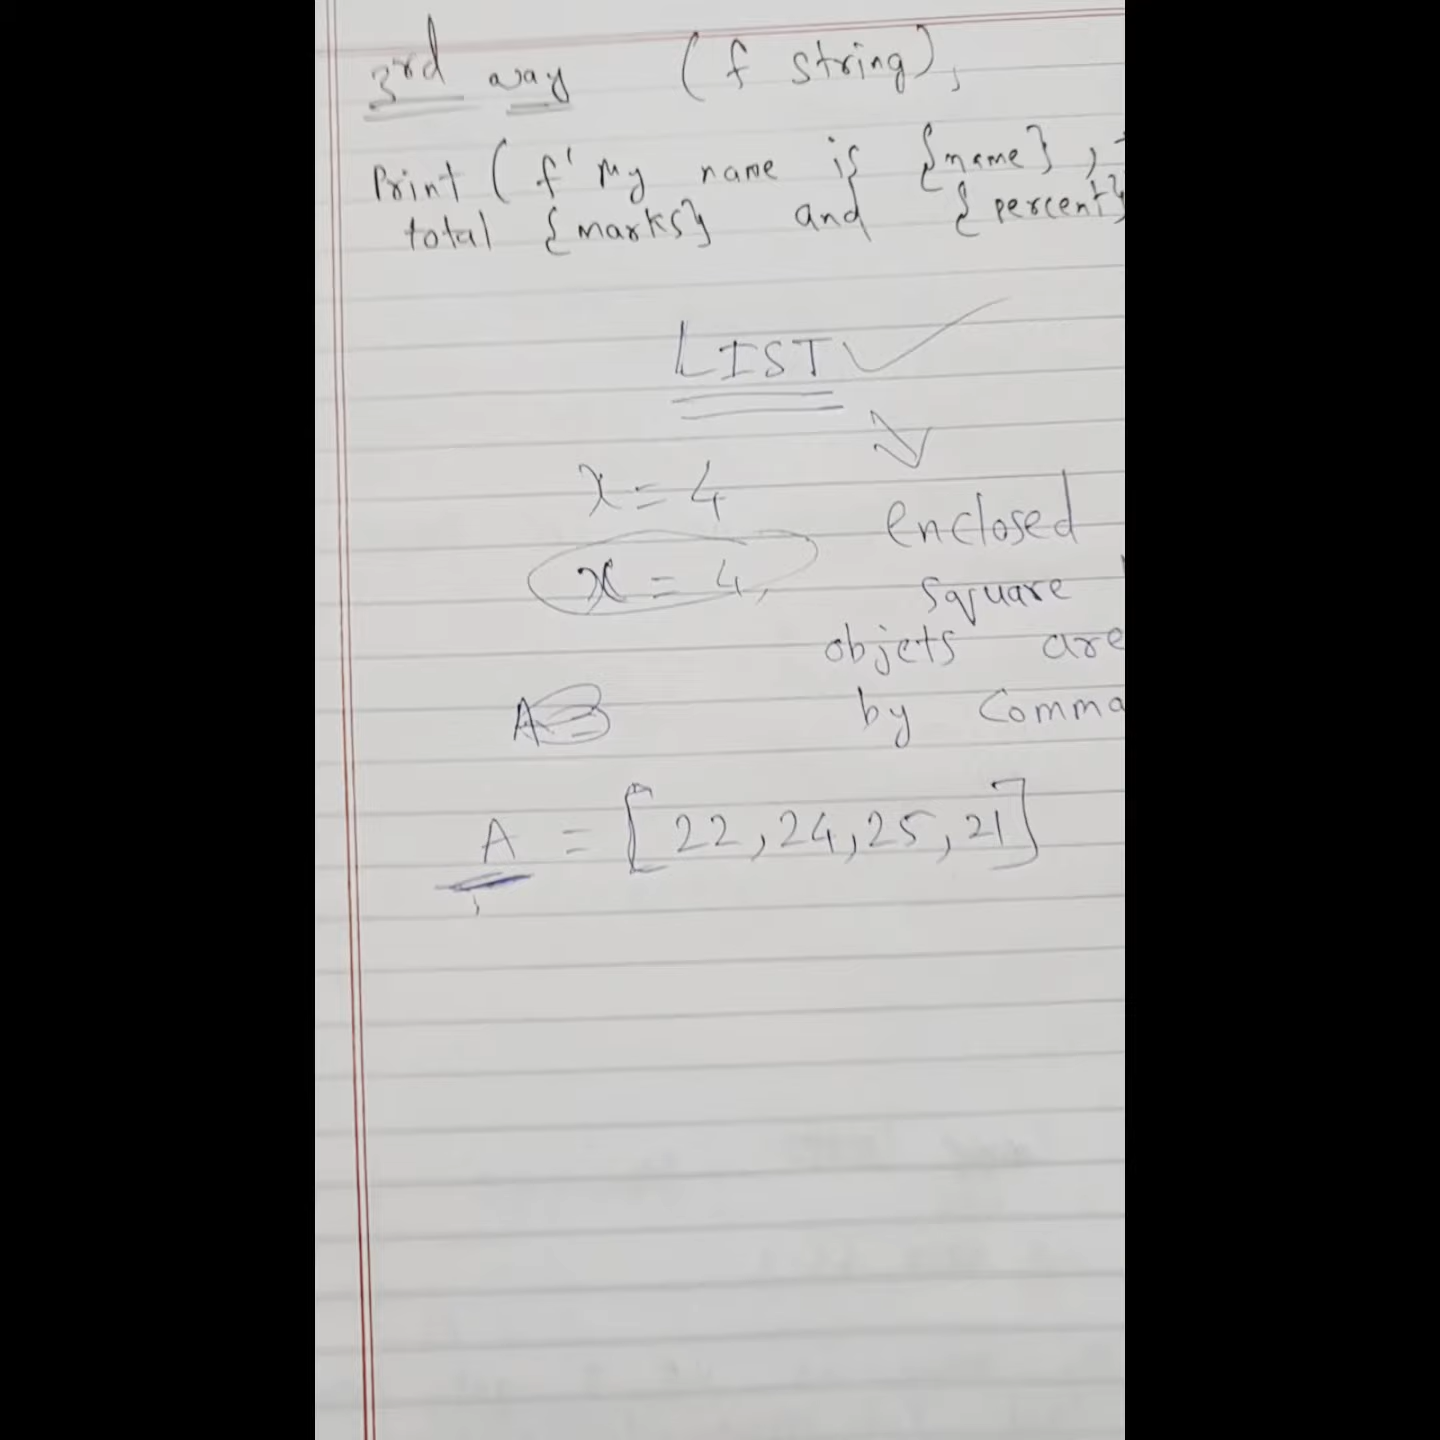 3rd way (f string),
Print ( f' My name is {name} ,
total {marks} and {percent}
LIST
x = 4
enclosed
x = 4,
square
objets are
A =
by Comma
A = [22, 24, 25, 21]